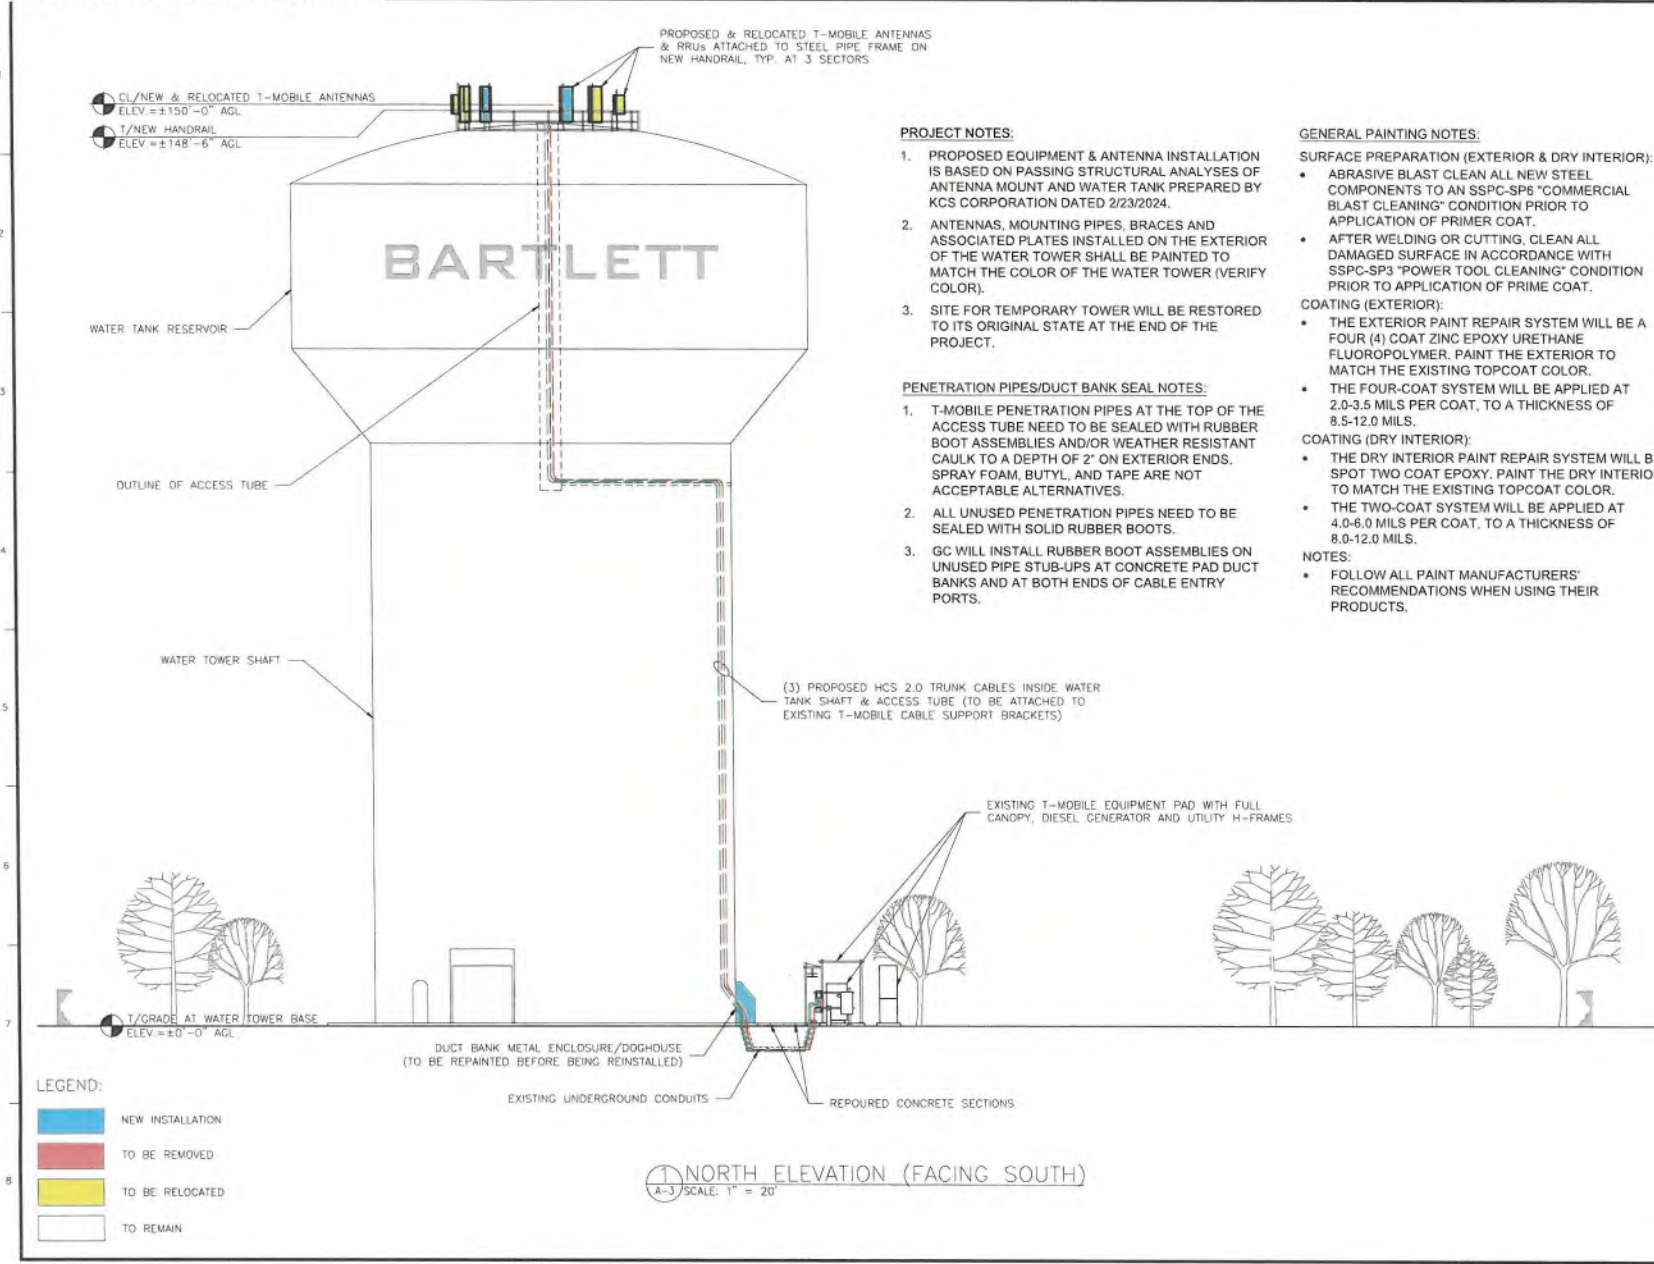 PROPOSED & RELOCATED T-MOBILE ANTENNAS
& RRUs ATTACHED TO STEEL PIPE FRAME ON
NEW HANDRAIL, TYP. AT 3 SECTORS
CL/NEW & RELOCATED T-MOBILE ANTENNAS
ELEV.=±150'-0" AGL
T/NEW HANDRAIL
ELEV.=±148'-6" AGL
BARTLETT
WATER TANK RESERVOIR
OUTLINE OF ACCESS TUBE
WATER TOWER SHAFT
PROJECT NOTES:
1. PROPOSED EQUIPMENT & ANTENNA INSTALLATION
IS BASED ON PASSING STRUCTURAL ANALYSES OF
ANTENNA MOUNT AND WATER TANK PREPARED BY
KCS CORPORATION DATED 2/23/2024.
2. ANTENNAS, MOUNTING PIPES, BRACES AND
ASSOCIATED PLATES INSTALLED ON THE EXTERIOR
OF THE WATER TOWER SHALL BE PAINTED TO
MATCH THE COLOR OF THE WATER TOWER (VERIFY
COLOR).
3. SITE FOR TEMPORARY TOWER WILL BE RESTORED
TO ITS ORIGINAL STATE AT THE END OF THE
PROJECT.
PENETRATION PIPES/DUCT BANK SEAL NOTES:
1. T-MOBILE PENETRATION PIPES AT THE TOP OF THE
ACCESS TUBE NEED TO BE SEALED WITH RUBBER
BOOT ASSEMBLIES AND/OR WEATHER RESISTANT
CAULK TO A DEPTH OF 2" ON EXTERIOR ENDS.
SPRAY FOAM, BUTYL, AND TAPE ARE NOT
ACCEPTABLE ALTERNATIVES.
2. ALL UNUSED PENETRATION PIPES NEED TO BE
SEALED WITH SOLID RUBBER BOOTS.
3. GC WILL INSTALL RUBBER BOOT ASSEMBLIES ON
UNUSED PIPE STUB-UPS AT CONCRETE PAD DUCT
BANKS AND AT BOTH ENDS OF CABLE ENTRY
PORTS.
GENERAL PAINTING NOTES:
SURFACE PREPARATION (EXTERIOR & DRY INTERIOR):
• ABRASIVE BLAST CLEAN ALL NEW STEEL
COMPONENTS TO AN SSPC-SP6 "COMMERCIAL
BLAST CLEANING" CONDITION PRIOR TO
APPLICATION OF PRIMER COAT.
• AFTER WELDING OR CUTTING, CLEAN ALL
DAMAGED SURFACE IN ACCORDANCE WITH
SSPC-SP3 "POWER TOOL CLEANING" CONDITION
PRIOR TO APPLICATION OF PRIME COAT.
COATING (EXTERIOR):
• THE EXTERIOR PAINT REPAIR SYSTEM WILL BE A
FOUR (4) COAT ZINC EPOXY URETHANE
FLUOROPOLYMER. PAINT THE EXTERIOR TO
MATCH THE EXISTING TOPCOAT COLOR.
• THE FOUR-COAT SYSTEM WILL BE APPLIED AT
2.0-3.5 MILS PER COAT, TO A THICKNESS OF
8.5-12.0 MILS.
COATING (DRY INTERIOR):
• THE DRY INTERIOR PAINT REPAIR SYSTEM WILL B
SPOT TWO COAT EPOXY. PAINT THE DRY INTERIO
TO MATCH THE EXISTING TOPCOAT COLOR.
• THE TWO-COAT SYSTEM WILL BE APPLIED AT
4.0-6.0 MILS PER COAT, TO A THICKNESS OF
8.0-12.0 MILS.
NOTES:
• FOLLOW ALL PAINT MANUFACTURERS'
RECOMMENDATIONS WHEN USING THEIR
PRODUCTS.
(3) PROPOSED HCS 2.0 TRUNK CABLES INSIDE WATER
TANK SHAFT & ACCESS TUBE (TO BE ATTACHED TO
EXISTING T-MOBILE CABLE SUPPORT BRACKETS)
EXISTING T-MOBILE EQUIPMENT PAD WITH FULL
CANOPY, DIESEL GENERATOR AND UTILITY H-FRAMES
T/GRADE AT WATER TOWER BASE
ELEV.=±0'-0" AGL
DUCT BANK METAL ENCLOSURE/DOGHOUSE
(TO BE REPAINTED BEFORE BEING REINSTALLED)
EXISTING UNDERGROUND CONDUITS
REPOURED CONCRETE SECTIONS
LEGEND:
NEW INSTALLATION
TO BE REMOVED
TO BE RELOCATED
TO REMAIN
1 NORTH ELEVATION (FACING SOUTH)
A-3 SCALE: 1" = 20'
2
3
4
5
6
7
8